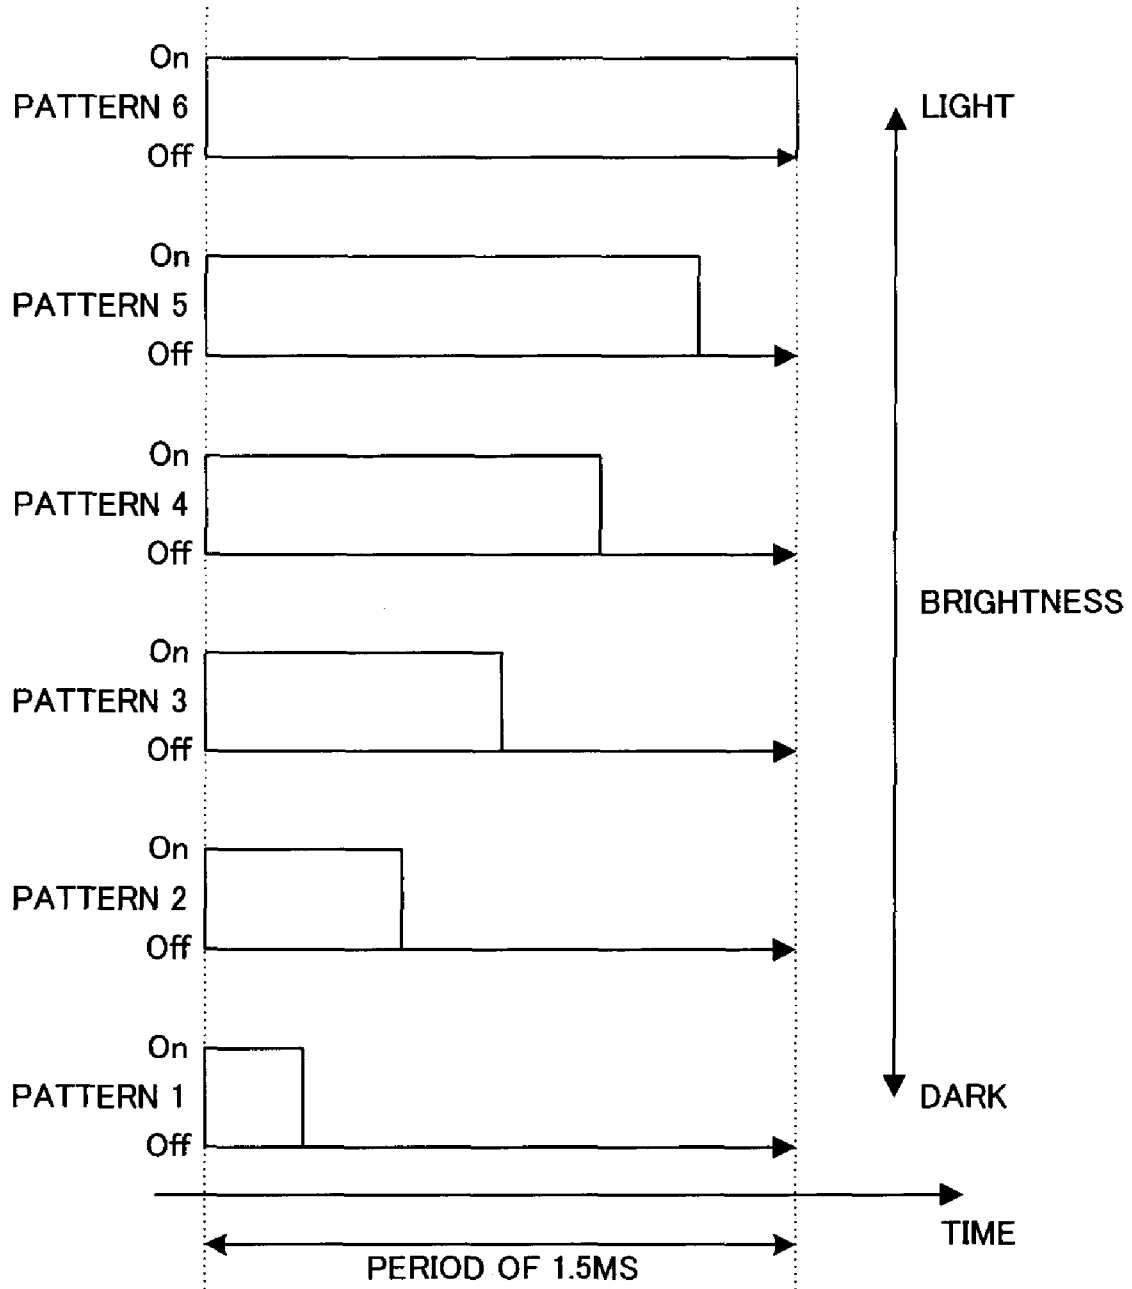 On
PATTERN 6
LIGHT
Off
On
PATTERN 5
Off
On
PATTERN 4
Off
BRIGHTNESS
On
PATTERN 3
Off
On
PATTERN 2
Off
On
PATTERN 1
DARK
Off
TIME
PERIOD OF 1.5MS